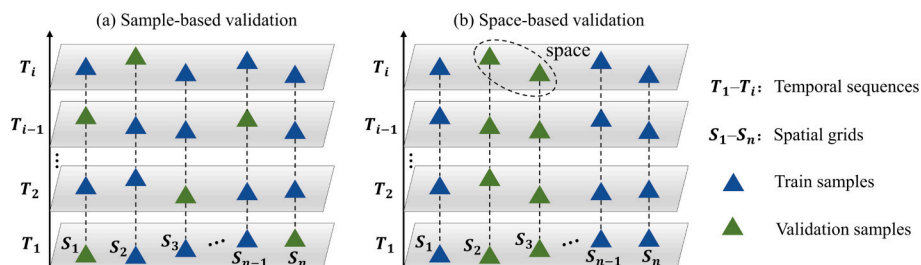 (a) Sample-based validation
T_i
T_{i-1}
⋮
T_2
T_1
S_1
S_2
S_3
...
S_{n-1}
S_n
(b) Space-based validation
space
T_i
T_{i-1}
⋮
T_2
T_1
S_1
S_2
S_3
...
S_{n-1}
S_n
T_1–T_i: Temporal sequences
S_1–S_n: Spatial grids
Train samples
Validation samples